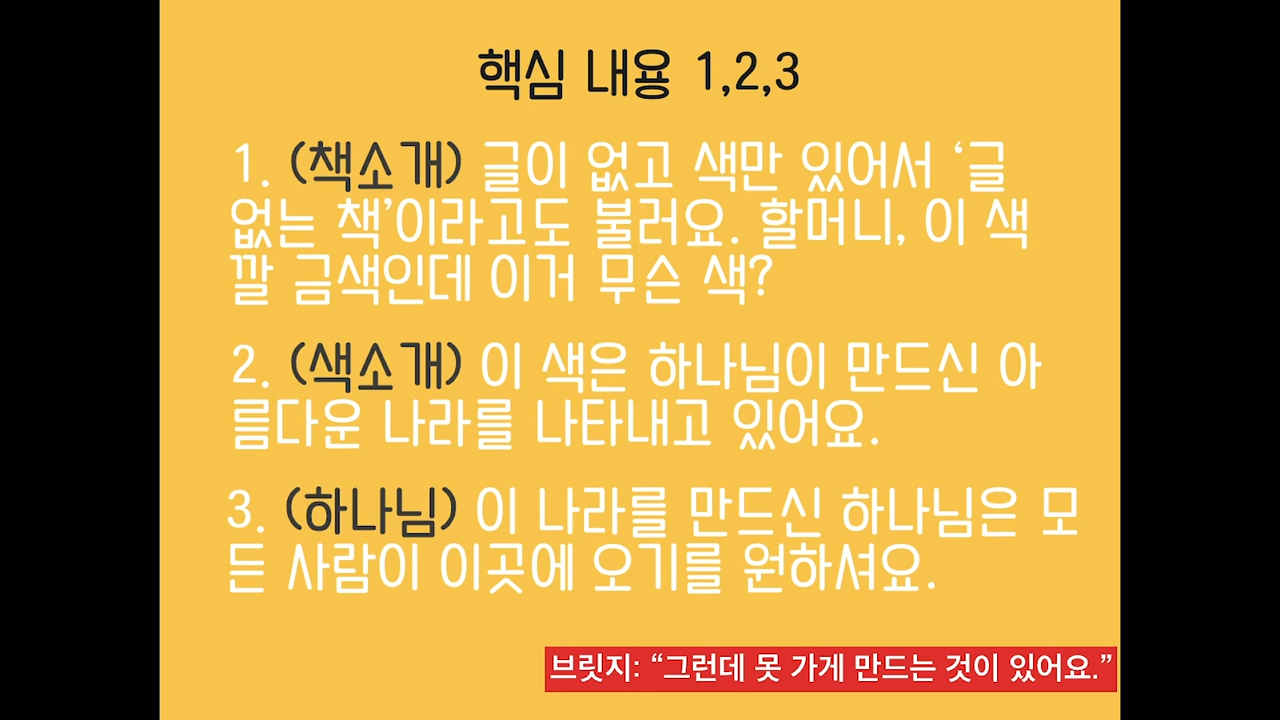 핵심 내용 1,2,3
1. (책소개) 글이 없고 색만 있어서 ‘글
없는 책’이라고도 불러요. 할머니, 이 색
깔 금색인데 이거 무슨 색?
2. (색소개) 이 색은 하나님이 만드신 아
름다운 나라를 나타내고 있어요.
3. (하나님) 이 나라를 만드신 하나님은 모
든 사람이 이곳에 오기를 원하셔요.
브릿지: “그런데 못 가게 만드는 것이 있어요.”